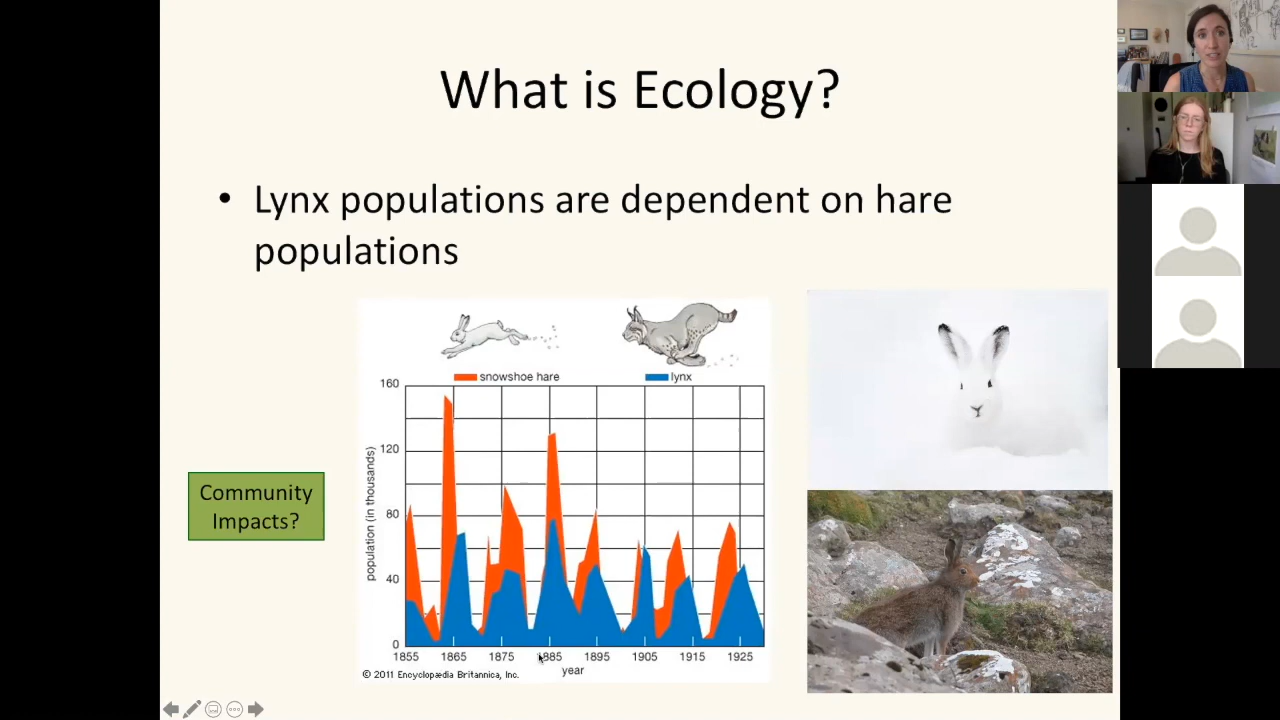 What is Ecology?
• Lynx populations are dependent on hare
populations
snowshoe hare
lynx
160
120
80
40
0
population (in thousands)
1855 1865 1875 1885 1895 1905 1915 1925
year
© 2011 Encyclopædia Britannica, Inc.
Community
Impacts?